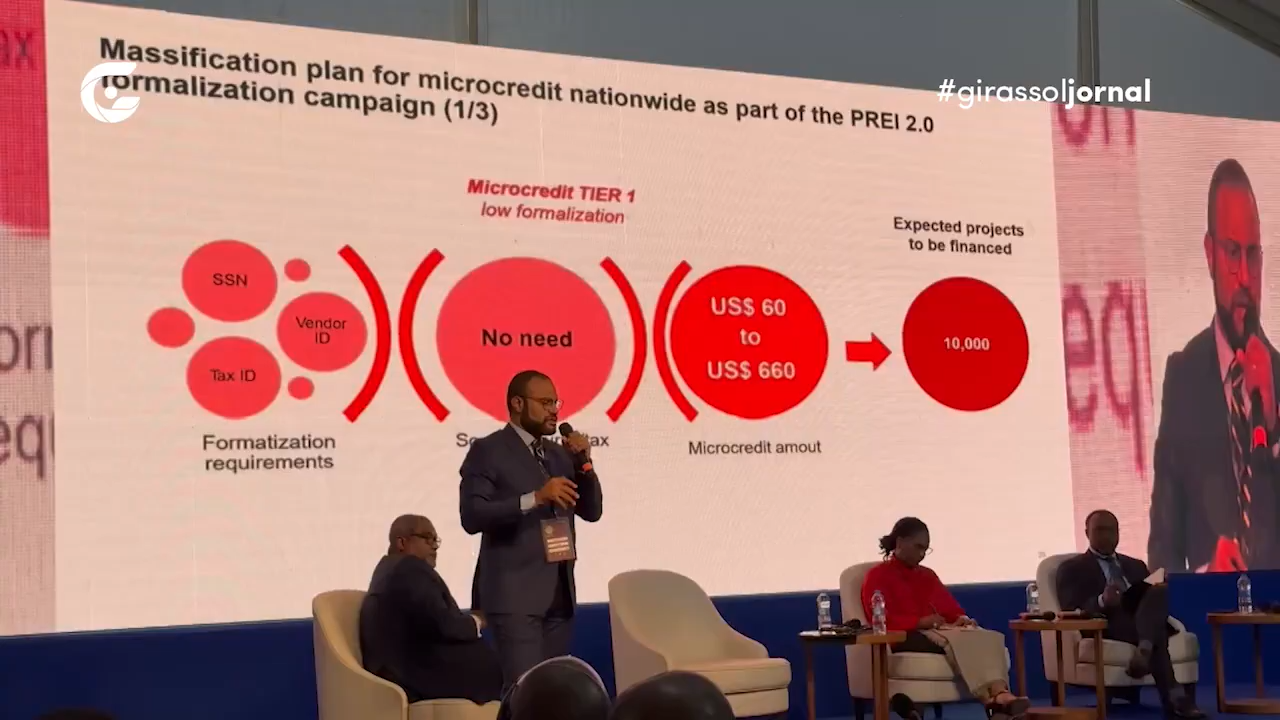 #girassoljornal
Massification plan for microcredit nationwide as part of the PREI 2.0
formalization campaign (1/3)
Microcredit TIER 1
low formalization
Expected projects
to be financed
SSN
Vendor
ID
Tax ID
No need
US$ 60
to
US$ 660
10,000
Formatization
requirements
tax
Microcredit amout